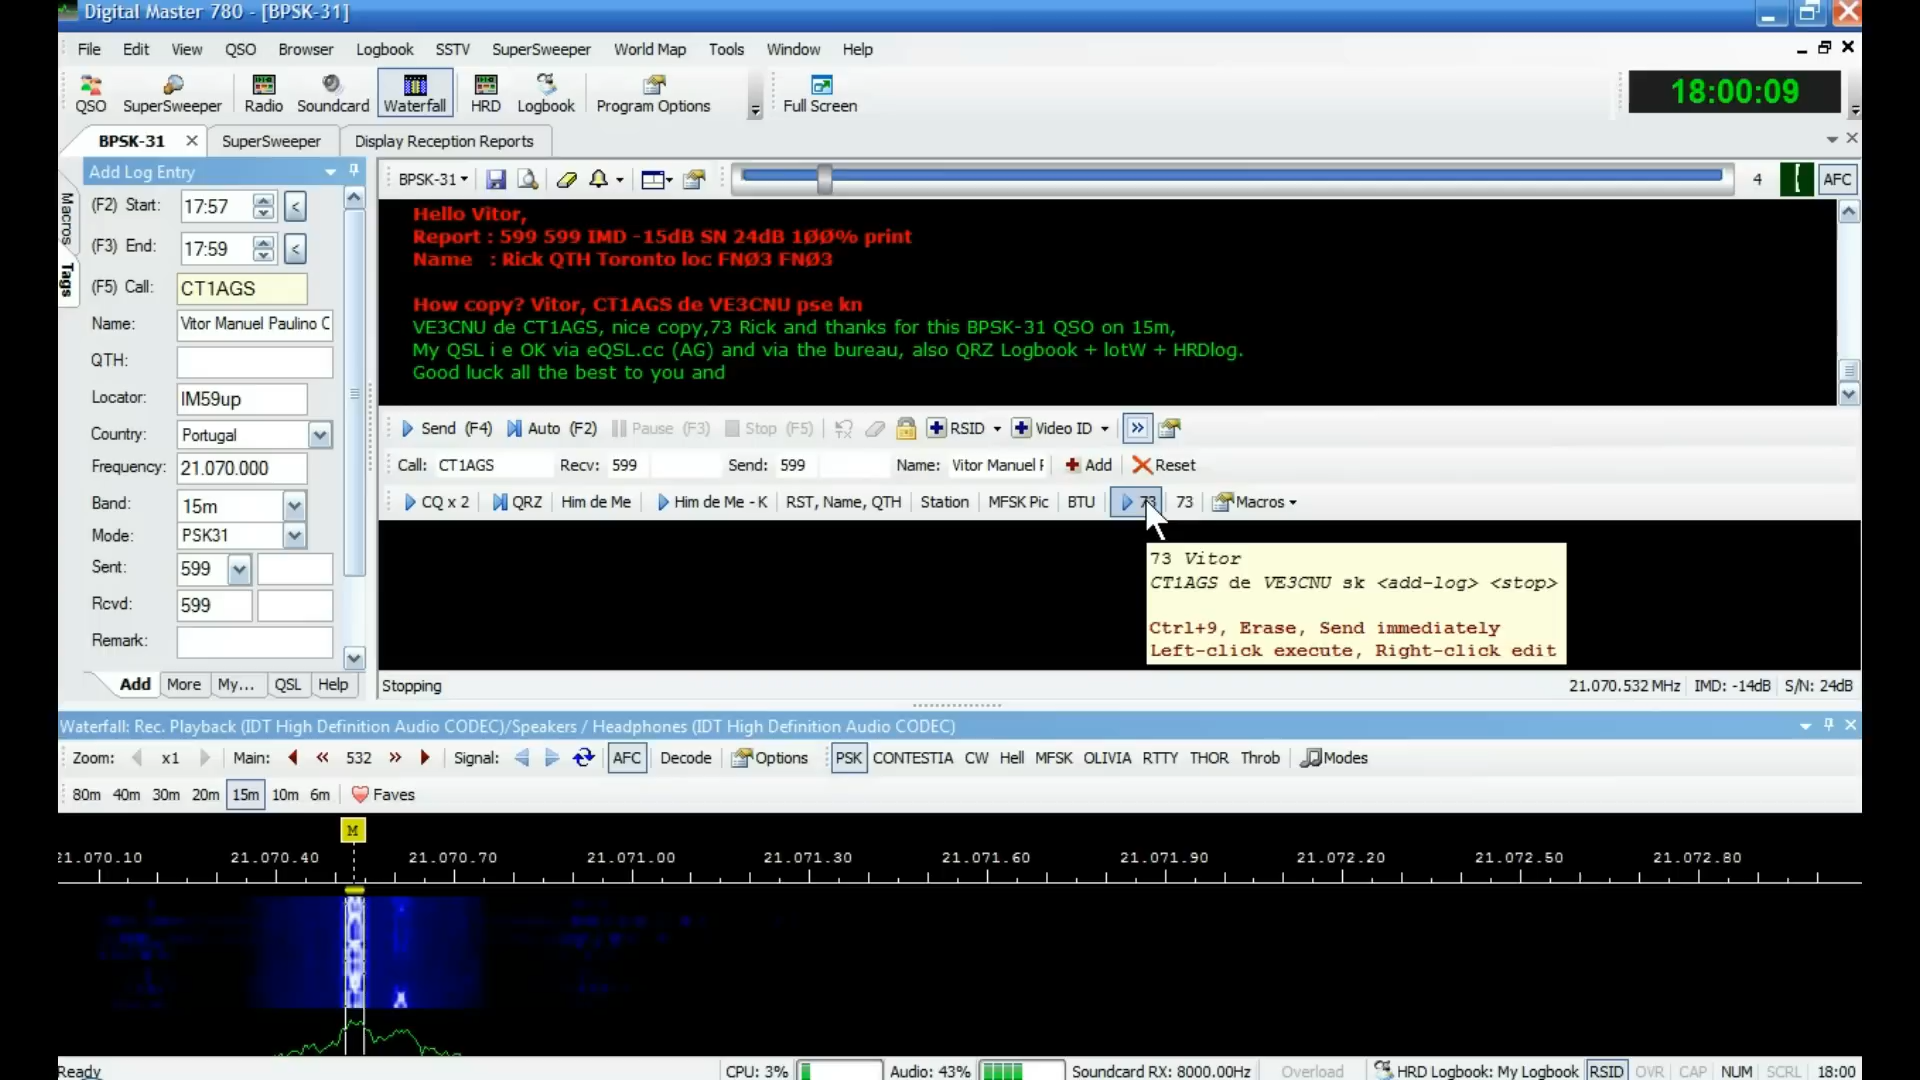 Digital Master 780 - [BPSK-31]
File Edit View QSO Browser Logbook SSTV SuperSweeper World Map Tools Window Help
QSO SuperSweeper Radio Soundcard Waterfall HRD Logbook Program Options Full Screen
18:00:09
BPSK-31 SuperSweeper Display Reception Reports
Add Log Entry
Macros
Tags
(F2) Start: 17:57 <
(F3) End: 17:59 <
(F5) Call: CT1AGS
Name: Vitor Manuel Paulino C
QTH:
Locator: IM59up
Country: Portugal
Frequency: 21.070.000
Band: 15m
Mode: PSK31
Sent: 599
Rcvd: 599
Remark:
Add More My... QSL Help
BPSK-31 4 AFC
Hello Vitor,
Report : 599 599 IMD -15dB SN 24dB 1ØØ% print
Name : Rick QTH Toronto loc FNØ3 FNØ3
How copy? Vitor, CT1AGS de VE3CNU pse kn
VE3CNU de CT1AGS, nice copy,73 Rick and thanks for this BPSK-31 QSO on 15m,
My QSL i e OK via eQSL.cc (AG) and via the bureau, also QRZ Logbook + lotW + HRDlog.
Good luck all the best to you and
Send (F4) Auto (F2) Pause (F3) Stop (F5) RSID Video ID »
Call: CT1AGS Recv: 599 Send: 599 Name: Vitor Manuel F Add Reset
CQ x 2 QRZ Him de Me Him de Me - K RST, Name, QTH Station MFSK Pic BTU 73 73 Macros
73 Vitor
CT1AGS de VE3CNU sk <add-log> <stop>
Ctrl+9, Erase, Send immediately
Left-click execute, Right-click edit
Stopping 21.070.532 MHz IMD: -14dB S/N: 24dB
Waterfall: Rec. Playback (IDT High Definition Audio CODEC)/Speakers / Headphones (IDT High Definition Audio CODEC)
Zoom: x1 Main: « 532 » Signal: AFC Decode Options PSK CONTESTIA CW Hell MFSK OLIVIA RTTY THOR Throb Modes
80m 40m 30m 20m 15m 10m 6m Faves
M
21.070.10 21.070.40 21.070.70 21.071.00 21.071.30 21.071.60 21.071.90 21.072.20 21.072.50 21.072.80
Ready CPU: 3% Audio: 43% Soundcard RX: 8000.00Hz Overload HRD Logbook: My Logbook RSID OVR CAP NUM SCRL 18:00